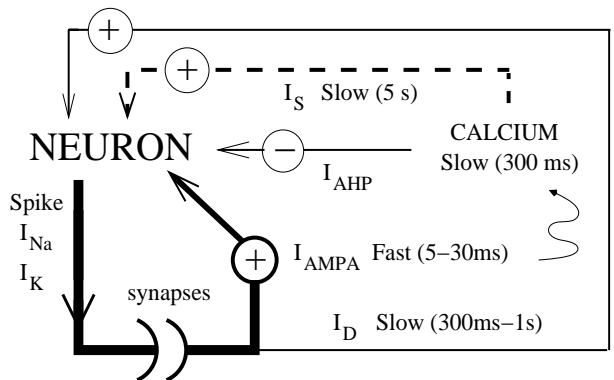 +
+
I_S Slow (5 s)
NEURON
−
CALCIUM
Slow (300 ms)
I_AHP
Spike
I_Na
I_K
+
I_AMPA Fast (5−30ms)
synapses
I_D Slow (300ms−1s)